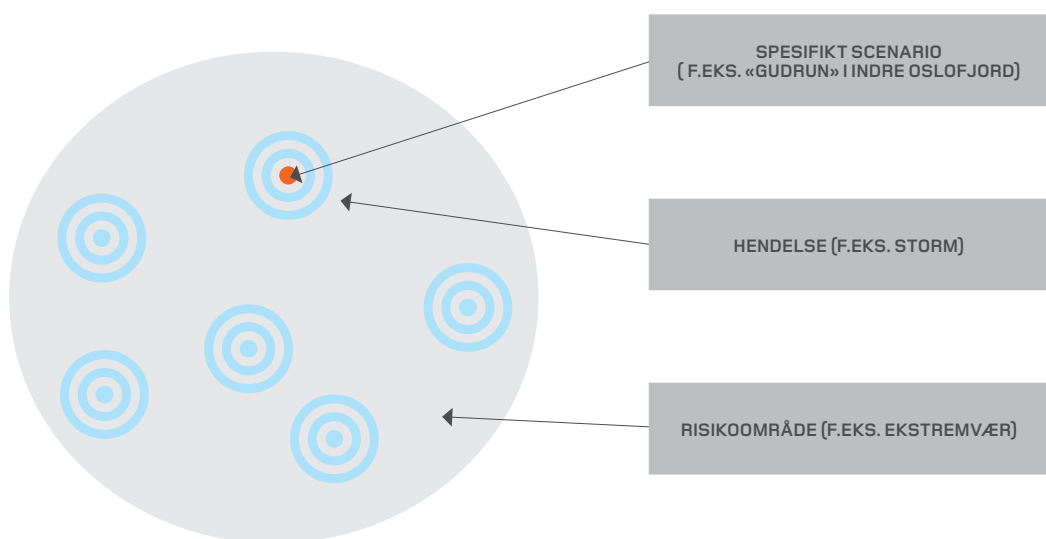 SPESIFIKT SCENARIO
( F.EKS. «GUDRUN» I INDRE OSLOFJORD)
HENDELSE (F.EKS. STORM)
RISIKOOMRÅDE (F.EKS. EKSTREMVÆR)